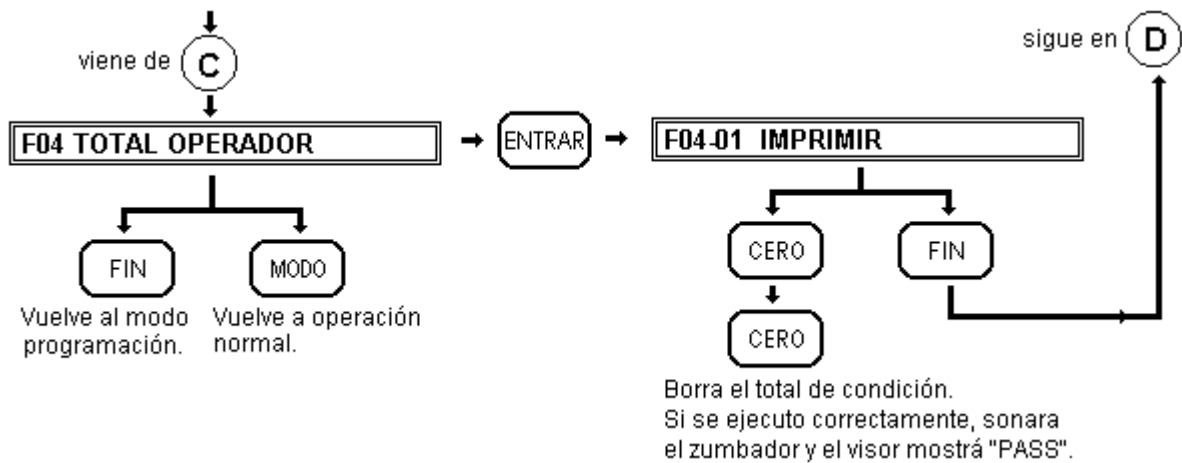 viene de C
sigue en D
F04 TOTAL OPERADOR
ENTRAR
F04-01 IMPRIMIR
FIN
MODO
Vuelve al modo
programación.
Vuelve a operación
normal.
CERO
FIN
CERO
Borra el total de condición.
Si se ejecuto correctamente, sonara
el zumbador y el visor mostrá "PASS".